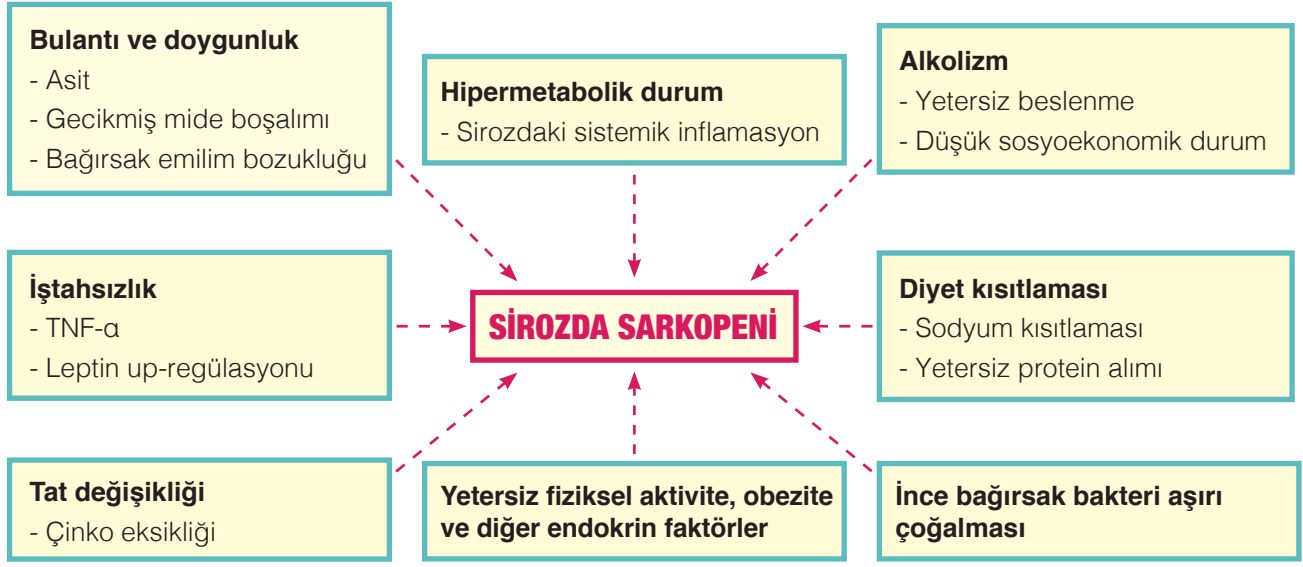 Bulantı ve doygunluk
- Asit
- Gecikmiş mide boşalımı
- Bağırsak emilim bozukluğu
Hipermetabolik durum
- Sirozdaki sistemik inflamasyon
Alkolizm
- Yetersiz beslenme
- Düşük sosyoekonomik durum
İştahsızlık
- TNF-α
- Leptin up-regülasyonu
SİROZDA SARKOPENİ
Diyet kısıtlaması
- Sodyum kısıtlaması
- Yetersiz protein alımı
Tat değişikliği
- Çinko eksikliği
Yetersiz fiziksel aktivite, obezite
ve diğer endokrin faktörler
İnce bağırsak bakteri aşırı
çoğalması